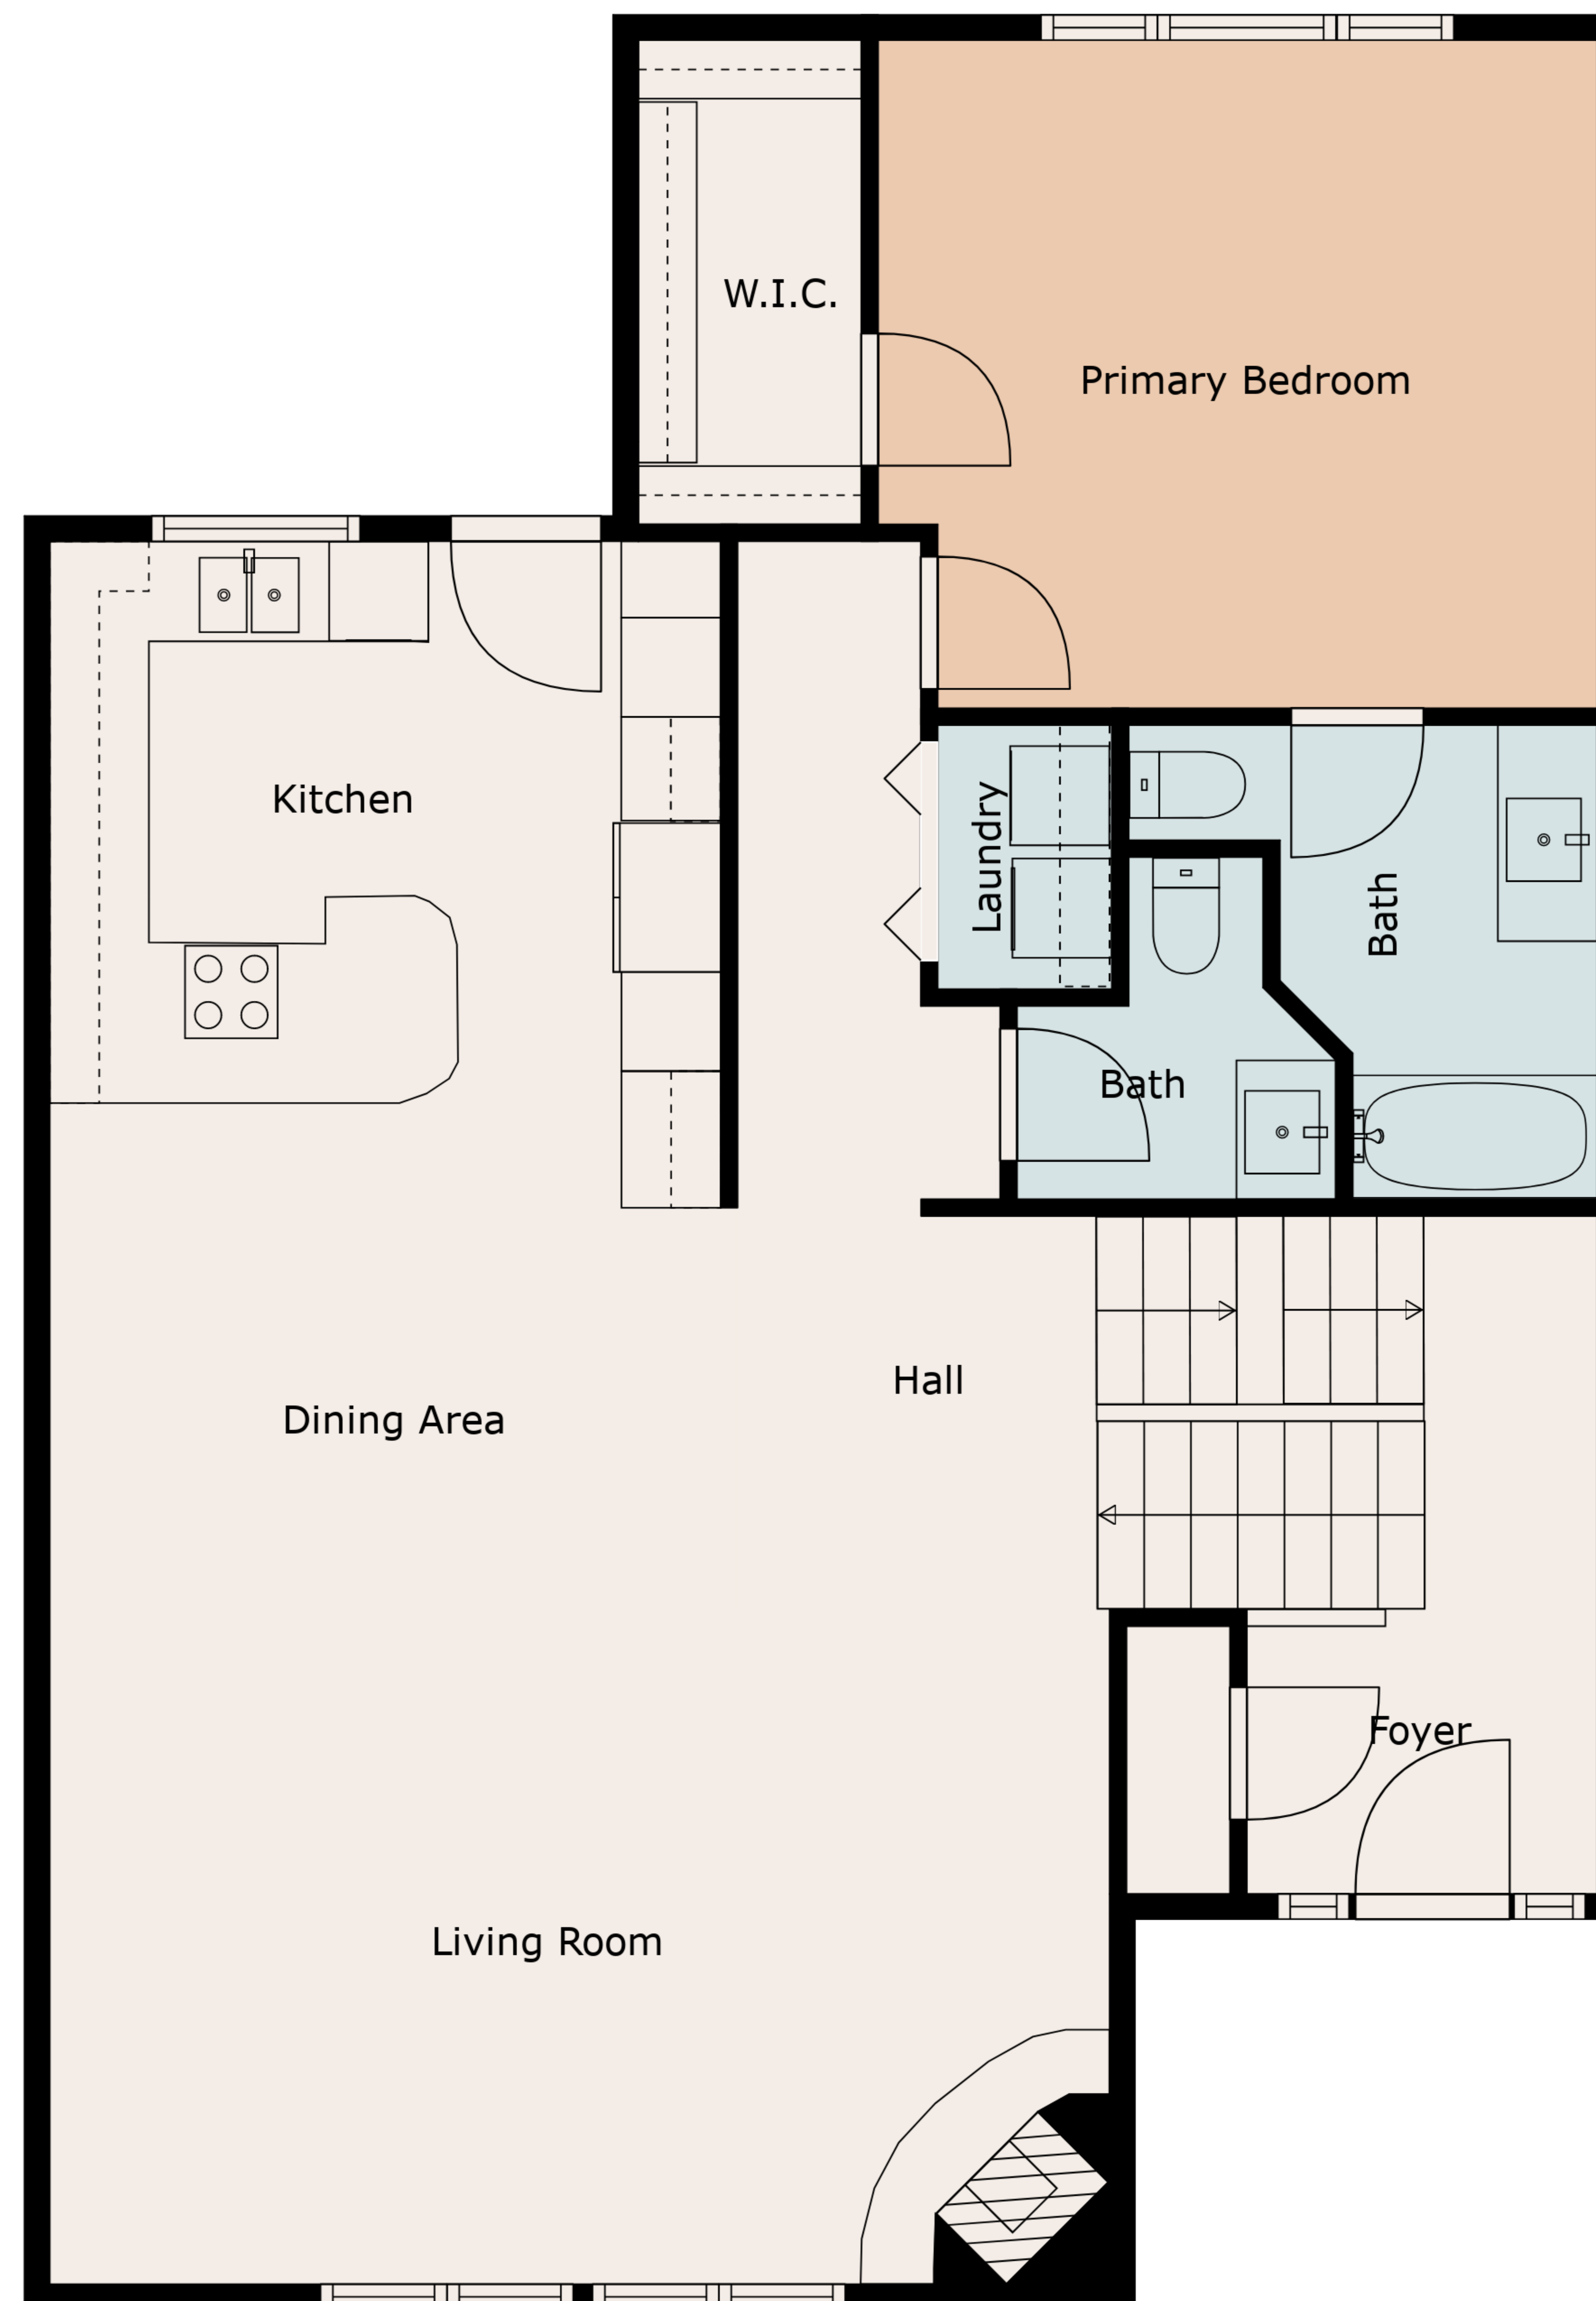 W.I.C.
Primary Bedroom
Kitchen
Laundry
Bath
Bath
Hall
Dining Area
Foyer
Living Room